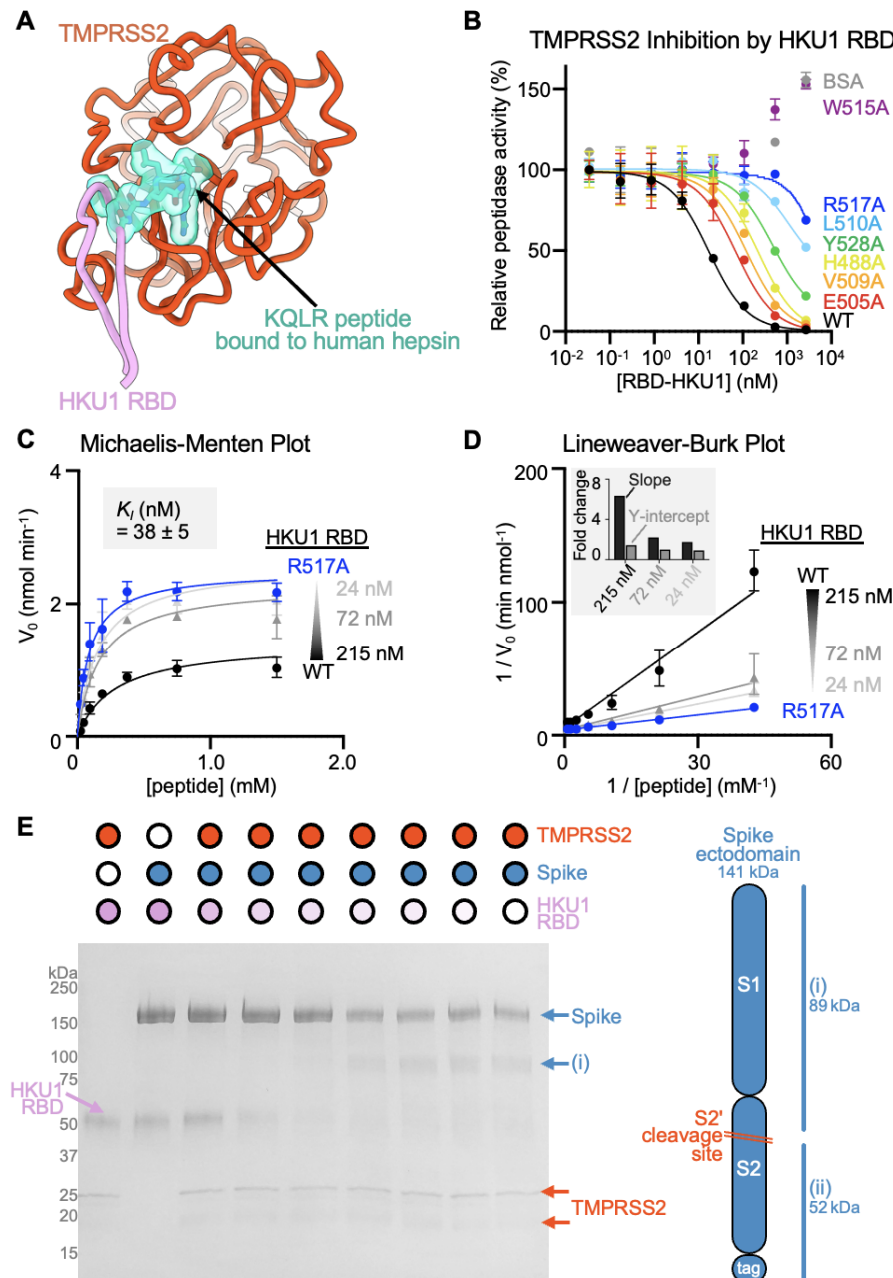 A
TMPRSS2
KQLR peptide
bound to human hepsin
HKU1 RBD
B
TMPRSS2 Inhibition by HKU1 RBD
Relative peptidase activity (%)
150
100
50
0
10-2
10-1
100
101
102
103
104
[RBD-HKU1] (nM)
BSA
W515A
R517A
L510A
Y528A
H488A
V509A
E505A
WT
C
Michaelis-Menten Plot
V0 (nmol min-1)
4
2
0
0
1.0
2.0
[peptide] (mM)
KI (nM)
= 38 ± 5
HKU1 RBD
R517A
24 nM
72 nM
215 nM
WT
D
Lineweaver-Burk Plot
1 / V0 (min nmol-1)
200
100
0
0
30
60
1 / [peptide] (mM-1)
Fold change
8
4
0
Slope
Y-intercept
215 nM
72 nM
24 nM
HKU1 RBD
WT
215 nM
72 nM
24 nM
R517A
E
TMPRSS2
Spike
HKU1
RBD
kDa
250
150
100
75
50
37
25
20
15
HKU1
RBD
Spike
(i)
TMPRSS2
Spike
ectodomain
141 kDa
S1
S2'
cleavage
site
S2
tag
(i)
89 kDa
(ii)
52 kDa